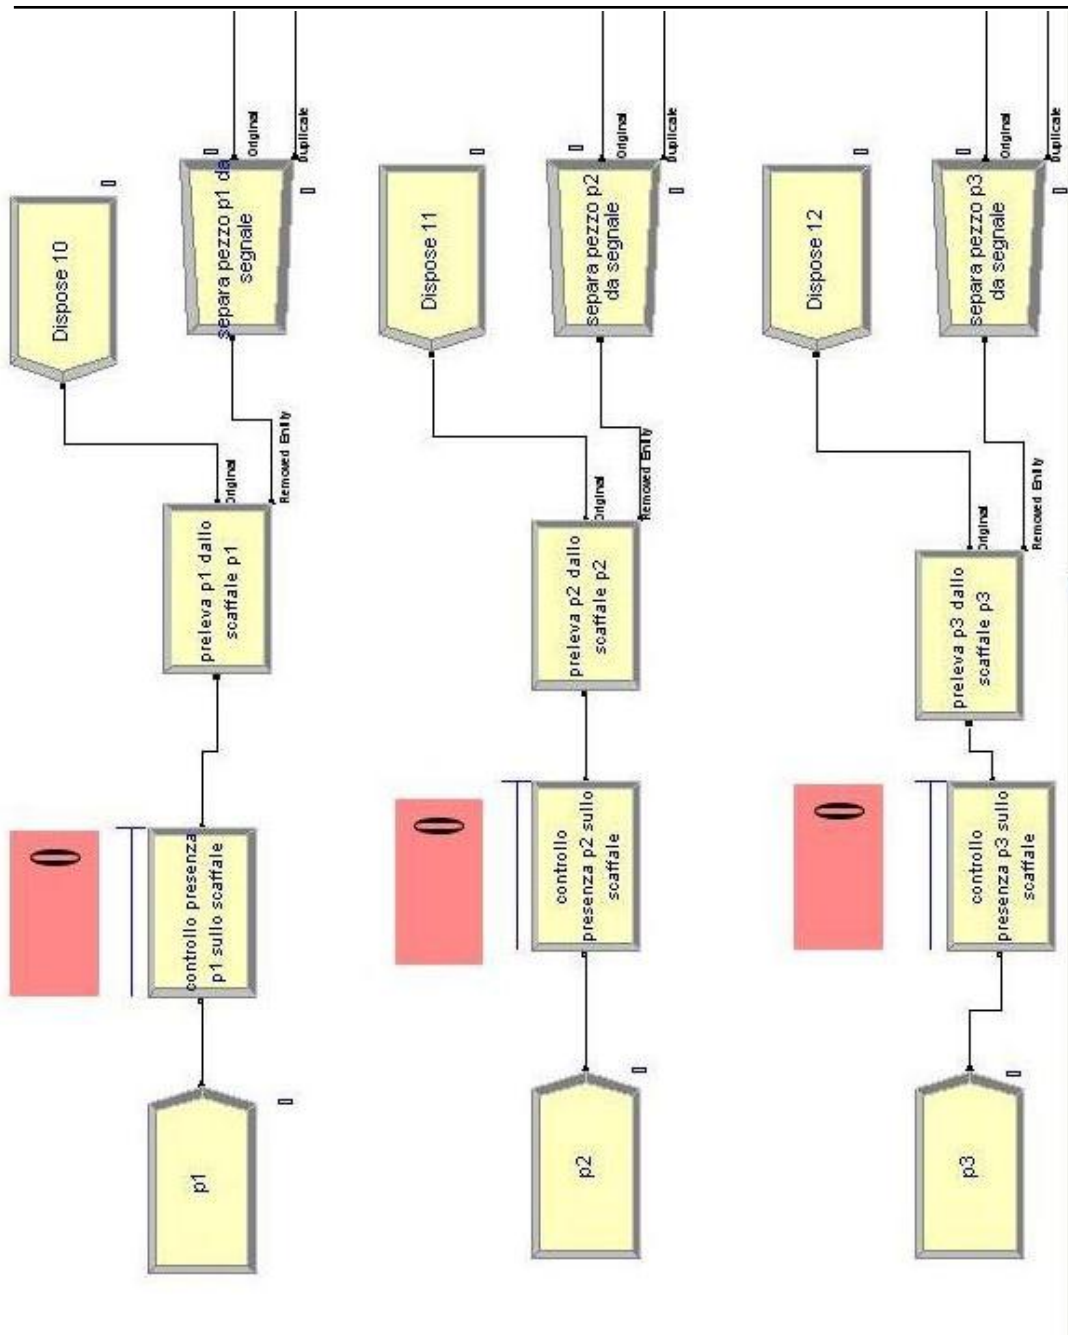 p1
controllo presenza
p1 sullo scaffale
preleva p1 dallo
scaffale p1
Original
Removed Entity
Dispose 10
separa pezzo p1 da
segnale
Original
Duplicate
p2
controllo
presenza p2 sullo
scaffale
preleva p2 dallo
scaffale p2
Original
Removed Entity
Dispose 11
separa pezzo p2
da segnale
Original
Duplicate
p3
controllo
presenza p3 sullo
scaffale
preleva p3 dallo
scaffale p3
Original
Removed Entity
Dispose 12
separa pezzo p3
da segnale
Original
Duplicate